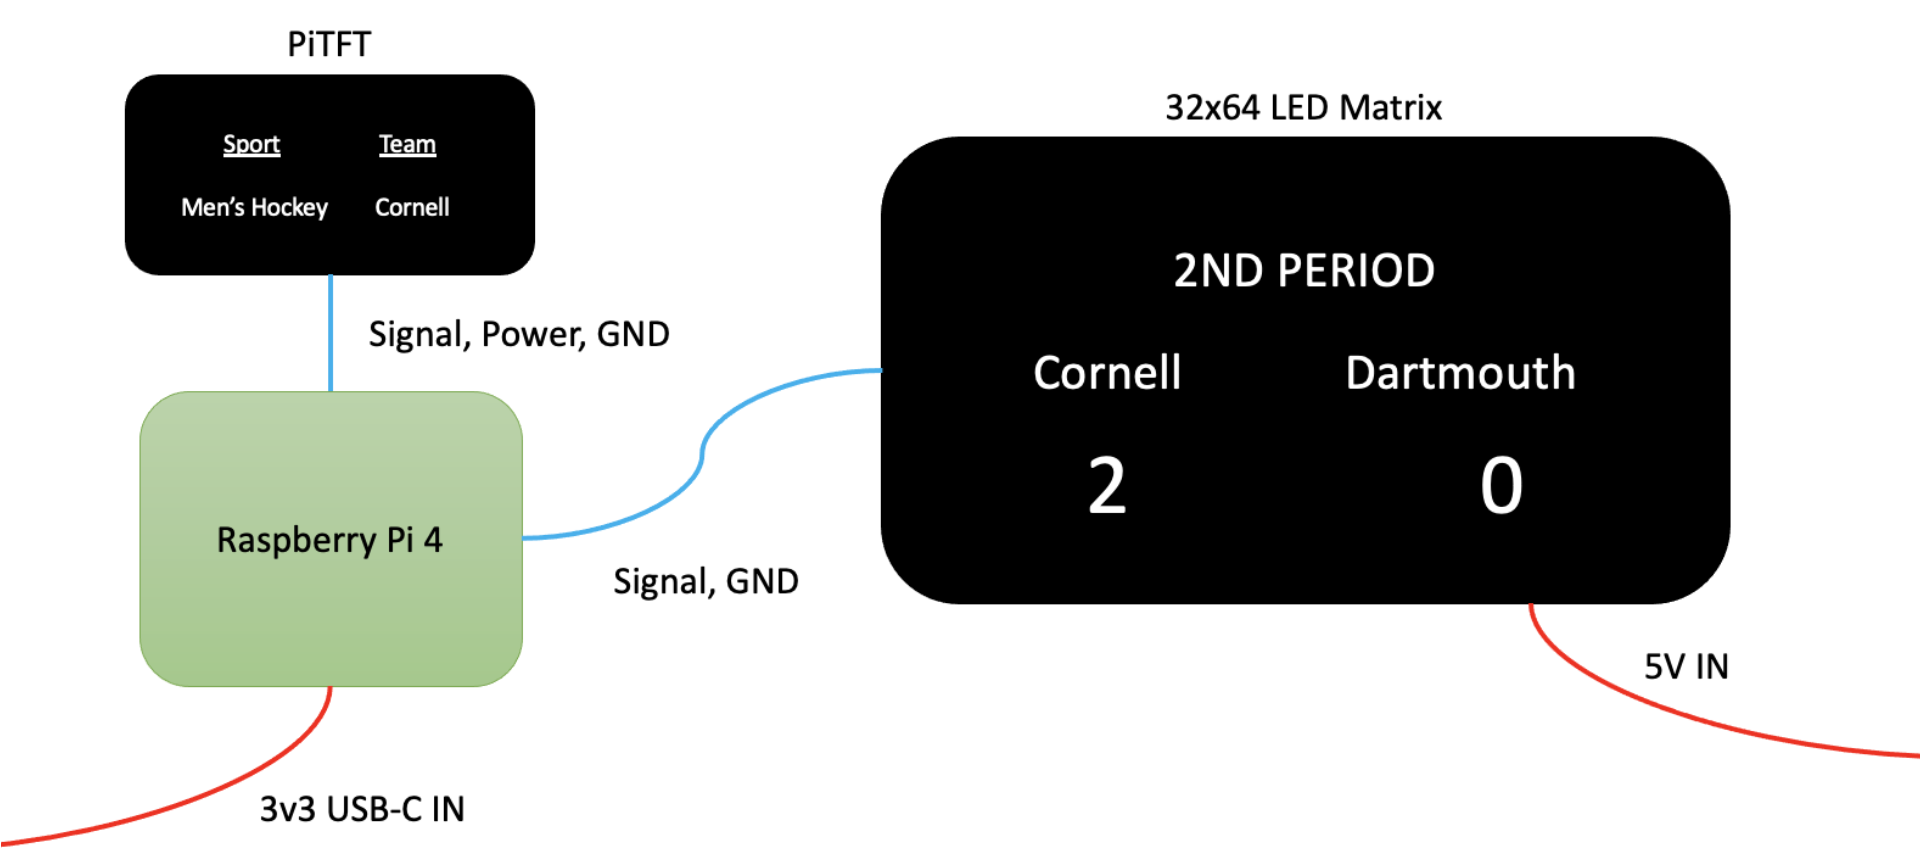 PiTFT
Sport Team
Men's Hockey Cornell
Signal, Power, GND
Raspberry Pi 4
3v3 USB-C IN
Signal, GND
32x64 LED Matrix
2ND PERIOD
Cornell Dartmouth
2 0
5V IN